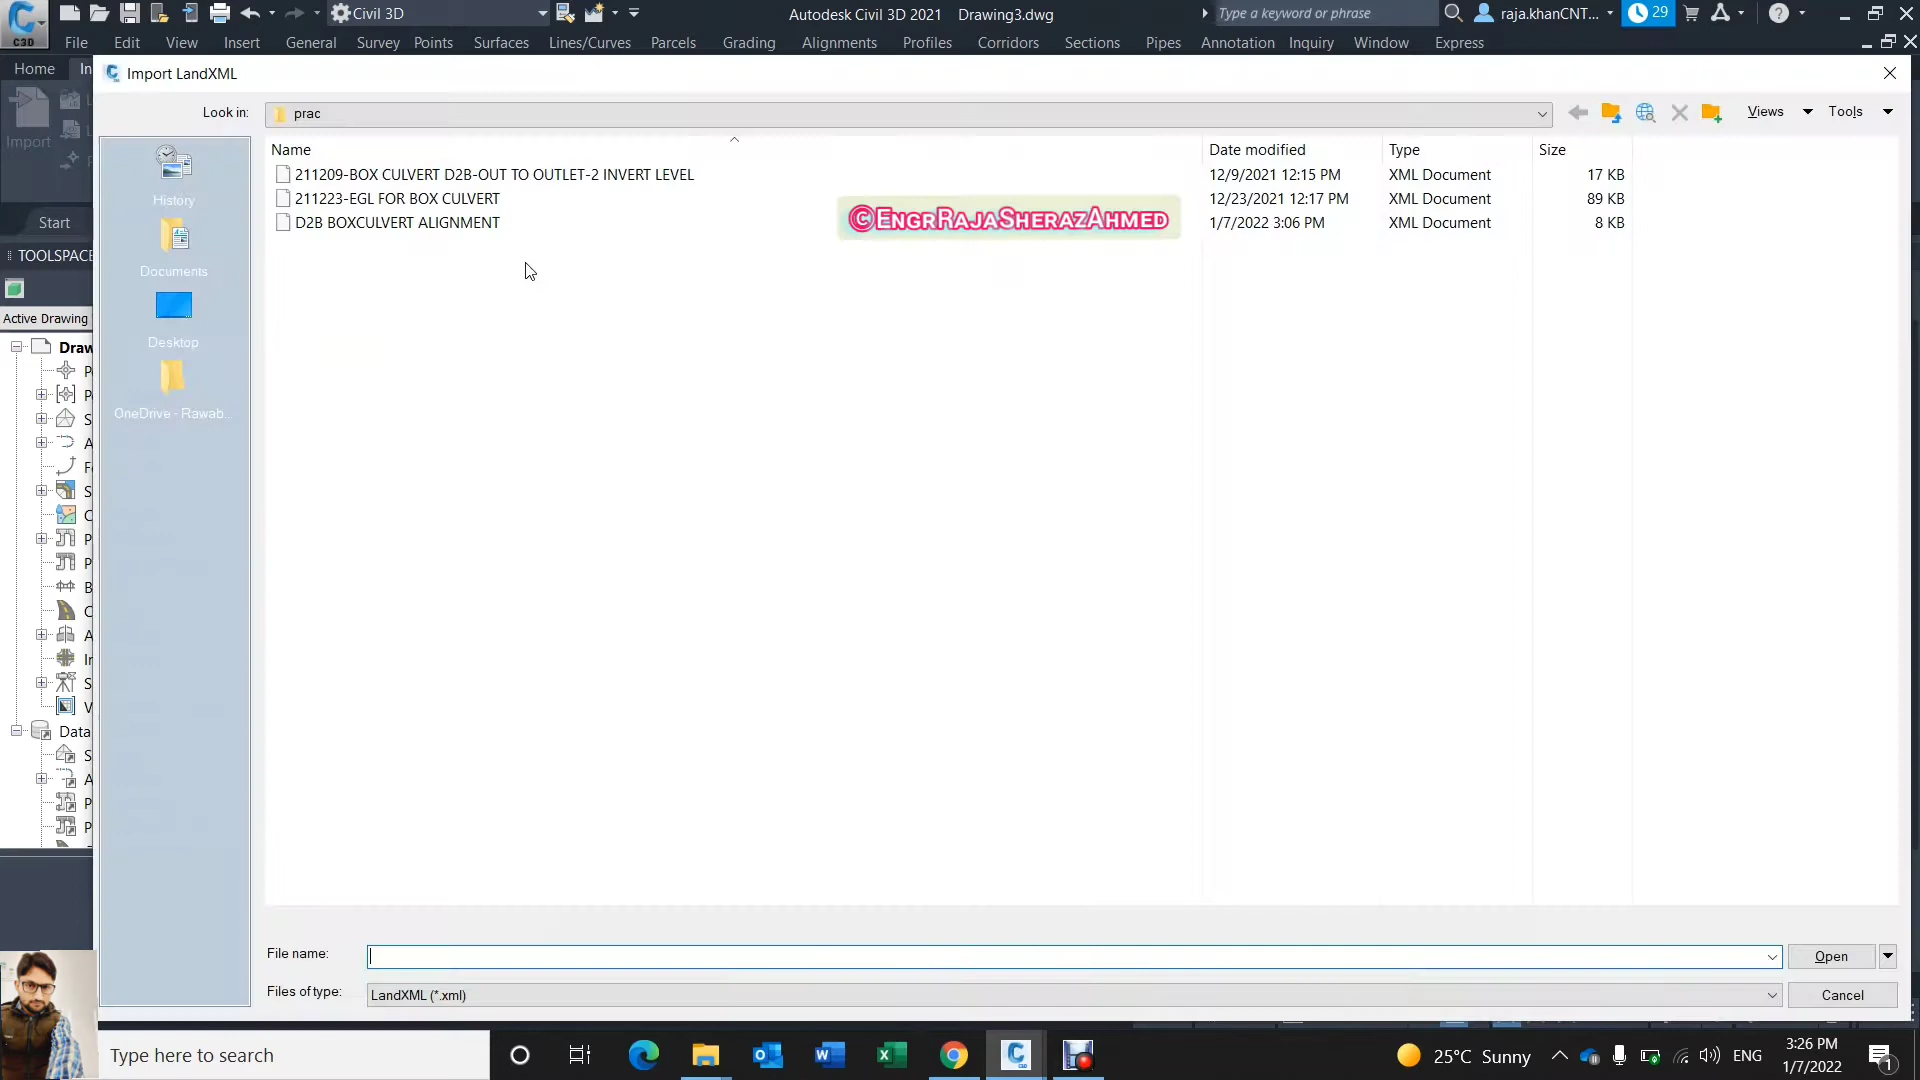 Civil 3D
Autodesk Civil 3D 2021 Drawing3.dwg
Type a keyword or phrase
raja.khanCNT...
29
C3D
File Edit View Insert General Survey Points Surfaces Lines/Curves Parcels Grading Alignments Profiles Corridors Sections Pipes Annotation Inquiry Window Express
Home In
Import LandXML
Look in: prac
Views Tools
Import
Name Date modified Type Size
211209-BOX CULVERT D2B-OUT TO OUTLET-2 INVERT LEVEL 12/9/2021 12:15 PM XML Document 17 KB
211223-EGL FOR BOX CULVERT 12/23/2021 12:17 PM XML Document 89 KB
D2B BOXCULVERT ALIGNMENT 1/7/2022 3:06 PM XML Document 8 KB
©EngrRajaSherazAhmed
History
Documents
Desktop
OneDrive - Rawab...
Start
TOOLSPACE
Active Drawing
Draw
P
P
S
A
Fe
S
C
P
P
B
C
A
In
S
V
Data
S
A
P
P
File name: Open
Files of type: LandXML (*.xml) Cancel
Type here to search
25°C Sunny
ENG
3:26 PM
1/7/2022
1